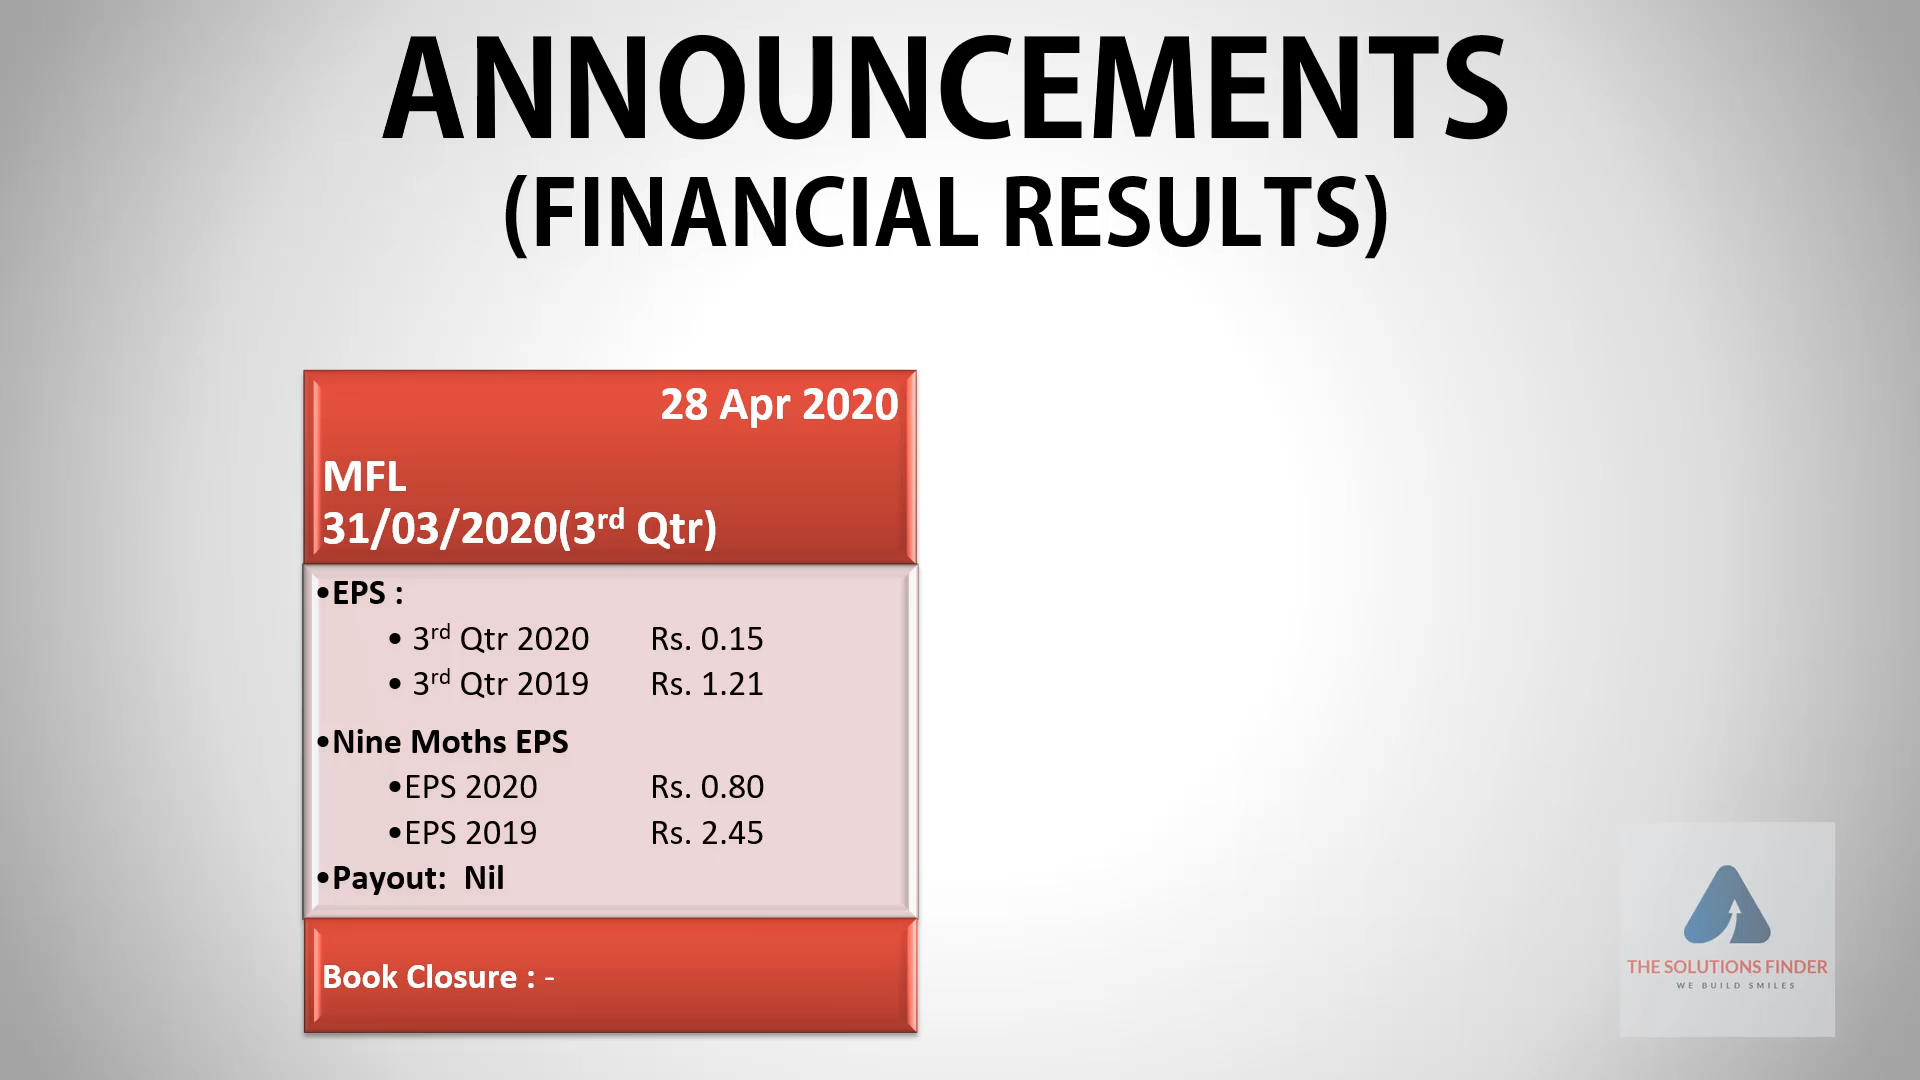 ANNOUNCEMENTS
(FINANCIAL RESULTS)
28 Apr 2020
MFL
31/03/2020(3rd Qtr)
•EPS :
• 3rd Qtr 2020 Rs. 0.15
• 3rd Qtr 2019 Rs. 1.21
•Nine Moths EPS
•EPS 2020 Rs. 0.80
•EPS 2019 Rs. 2.45
•Payout: Nil
Book Closure : -
THE SOLUTIONS FINDER
WE BUILD SMILES